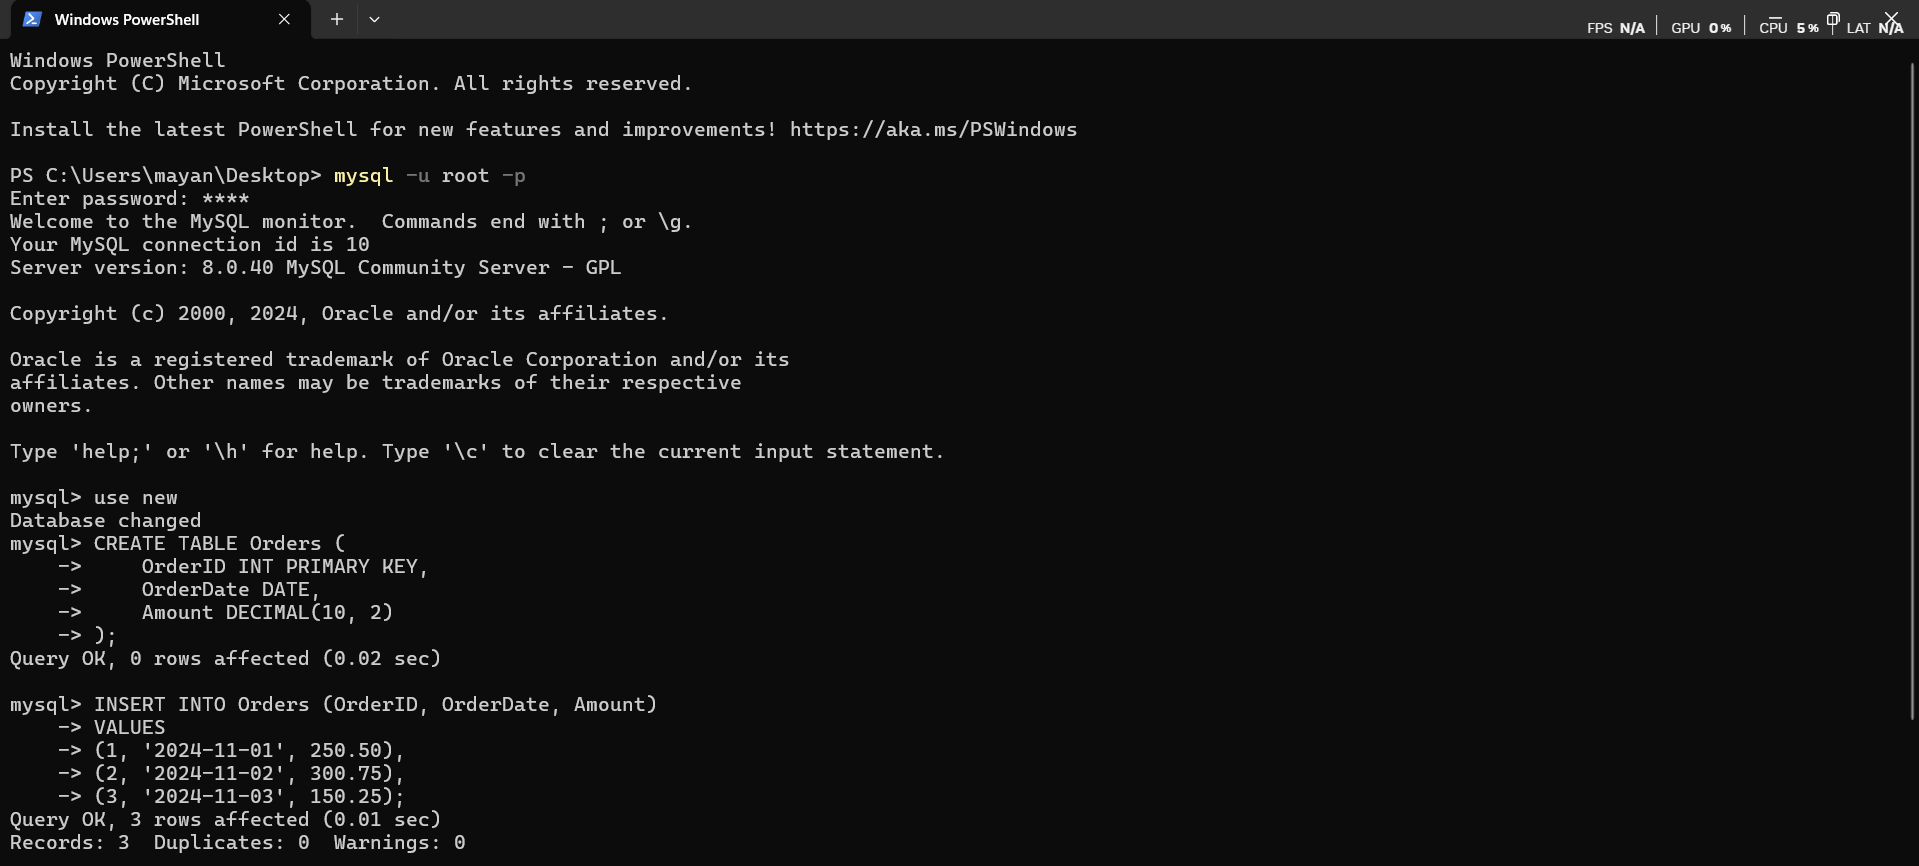 Windows PowerShell
FPS N/A | GPU 0% | CPU 5% | LAT N/A
Windows PowerShell
Copyright (C) Microsoft Corporation. All rights reserved.
Install the latest PowerShell for new features and improvements! https://aka.ms/PSWindows
PS C:\Users\mayan\Desktop> mysql -u root -p
Enter password: ****
Welcome to the MySQL monitor.  Commands end with ; or \g.
Your MySQL connection id is 10
Server version: 8.0.40 MySQL Community Server - GPL
Copyright (c) 2000, 2024, Oracle and/or its affiliates.
Oracle is a registered trademark of Oracle Corporation and/or its
affiliates. Other names may be trademarks of their respective
owners.
Type 'help;' or '\h' for help. Type '\c' to clear the current input statement.
mysql> use new
Database changed
mysql> CREATE TABLE Orders (
    ->     OrderID INT PRIMARY KEY,
    ->     OrderDate DATE,
    ->     Amount DECIMAL(10, 2)
    -> );
Query OK, 0 rows affected (0.02 sec)
mysql> INSERT INTO Orders (OrderID, OrderDate, Amount)
    -> VALUES
    -> (1, '2024-11-01', 250.50),
    -> (2, '2024-11-02', 300.75),
    -> (3, '2024-11-03', 150.25);
Query OK, 3 rows affected (0.01 sec)
Records: 3  Duplicates: 0  Warnings: 0